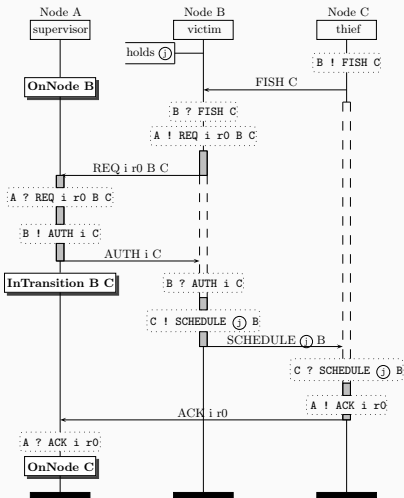 Node A Node B Node C
supervisor victim thief
holds j
B ! FISH C
OnNode B
FISH C
B ? FISH C
A ! REQ i r0 B C
REQ i r0 B C
A ? REQ i r0 B C
B ! AUTH i C
AUTH i C
InTransition B C
B ? AUTH i C
C ! SCHEDULE j B
SCHEDULE j B
C ? SCHEDULE j B
A ! ACK i r0
ACK i r0
A ? ACK i r0
OnNode C